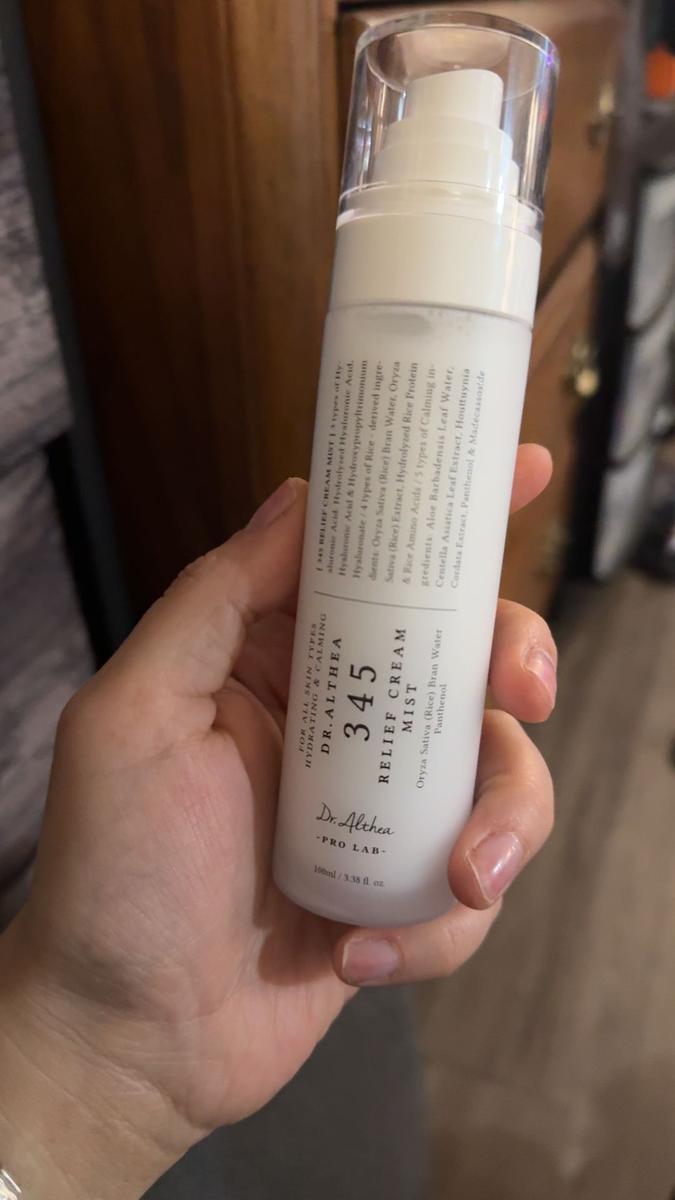 FOR ALL SKIN TYPES
HYDRATING & CALMING
DR.ALTHEA
345
RELIEF CREAM
MIST
Oryza Sativa (Rice) Bran Water
Panthenol
[ 345 RELIEF CREAM MIST ] 3 types of Hy-
aluronic Acid: Hydrolyzed Hyaluronic Acid,
Hyaluronic Acid & Hydroxypropyltrimonium
Hyaluronate / 4 types of Rice - derived ingre-
dients: Oryza Sativa (Rice) Bran Water, Oryza
Sativa (Rice) Extract, Hydrolyzed Rice Protein
& Rice Amino Acids / 5 types of Calming in-
gredients: Aloe Barbadensis Leaf Water,
Centella Asiatica Leaf Extract, Houttuynia
Cordata Extract, Panthenol & Madecassoside
Dr. Althea
-PRO LAB-
100ml / 3.38 fl. oz.